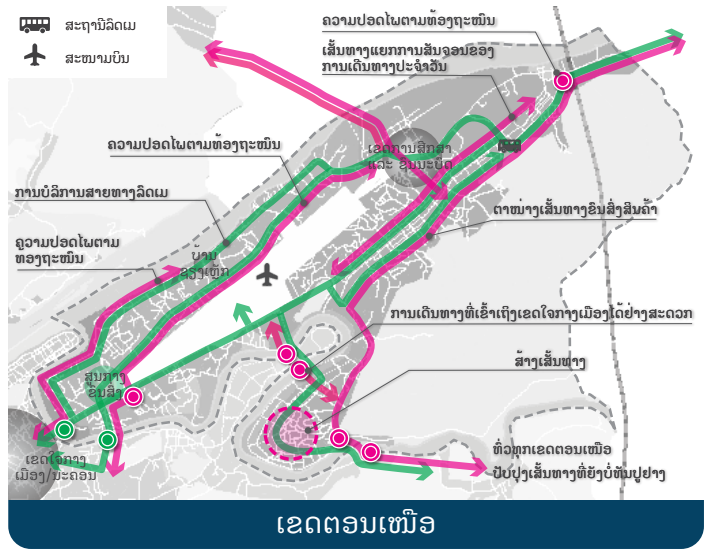 ສະຖານີລົດເມ
ສະໜາມບິນ
ຄວາມປອດໄພຕາມທ້ອງຖະໜົນ
ເສັ້ນທາງແຍກການສັນຈອນຂອງ
ການເດີນທາງປະຈຳວັນ
ຄວາມປອດໄພຕາມທ້ອງຖະໜົນ
ເຂດການສຶກສາ
ແລະ ຊົນນະບົດ
ການບໍລິການສາຍທາງລົດເມ
ຕາໜ່າງເສັ້ນທາງຂົນສົ່ງສິນຄ້າ
ຄວາມປອດໄພຕາມ
ທອງຖະໜົນ
ບ້ານ
ຊຽງເຫຼັກ
ການເດີນທາງທີ່ເຂົ້າເຖິງເຂດໃຈກາງເມືອງໄດ້ຢ່າງສະດວກ
ສ້າງເສັ້ນທາງ
ສູນກາງ
ຂົນສົ່ງ
ເຂດໃຈກາງ
ເມືອງ/ນະຄອນ
ທົ່ວທຸກເຂດຕອນເໜືອ
ປັບປຸງເສັ້ນທາງທີ່ຍັງບໍ່ທັນປູຢາງ
ເຂດຕອນເໜືອ